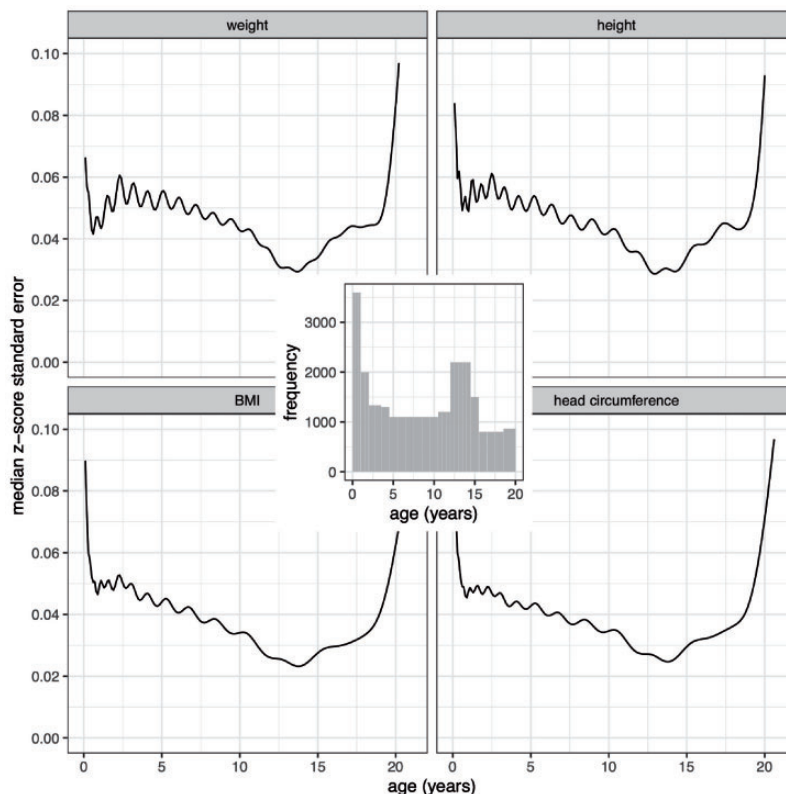 weight
height
0.10
0.08
0.06
0.04
0.02
0.00
median z−score standard error
frequency
3000
2000
1000
0
0 5 10 15 20
age (years)
BMI
head circumference
0.10
0.08
0.06
0.04
0.02
0.00
0 5 10 15 20
0 5 10 15 20
age (years)